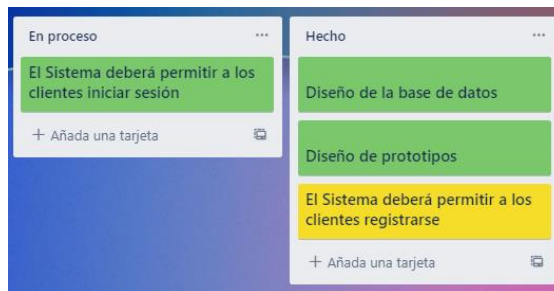 En proceso
El Sistema deberá permitir a los
clientes iniciar sesión
+ Añada una tarjeta
Hecho
Diseño de la base de datos
Diseño de prototipos
El Sistema deberá permitir a los
clientes registrarse
+ Añada una tarjeta